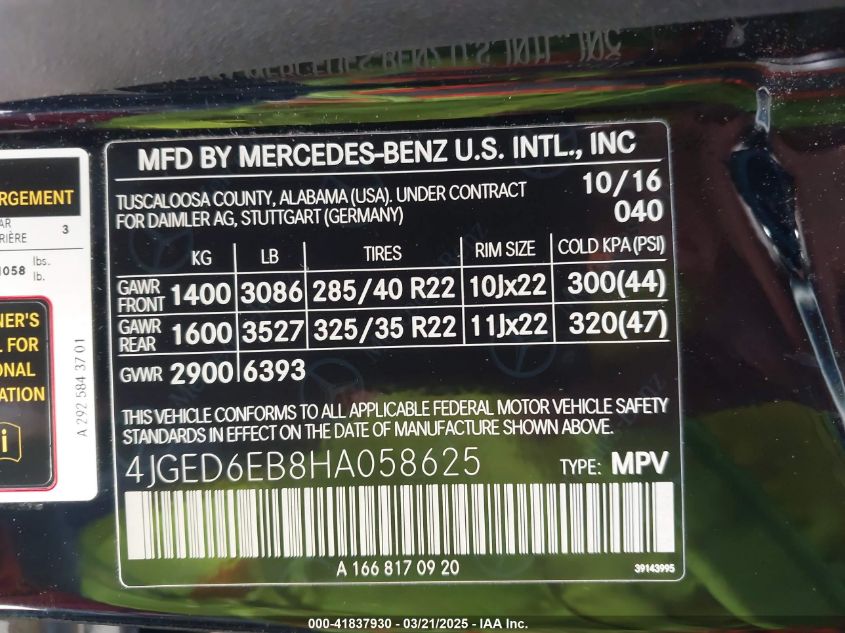 MFD BY MERCEDES-BENZ U.S. INTL., INC
TUSCALOOSA COUNTY, ALABAMA (USA). UNDER CONTRACT
FOR DAIMLER AG, STUTTGART (GERMANY)
10/16
040
KG LB TIRES RIM SIZE COLD KPA (PSI)
GAWR FRONT 1400 3086 285/40 R22 10Jx22 300(44)
GAWR REAR 1600 3527 325/35 R22 11Jx22 320(47)
GVWR 2900 6393
THIS VEHICLE CONFORMS TO ALL APPLICABLE FEDERAL MOTOR VEHICLE SAFETY
STANDARDS IN EFFECT ON THE DATE OF MANUFACTURE SHOWN ABOVE.
4JGED6EB8HA058625 TYPE: MPV
A 166 817 09 20
39143995
3
1058 lbs.
lb.
A 292 584 37 01
000-41837930 - 03/21/2025 - IAA Inc.